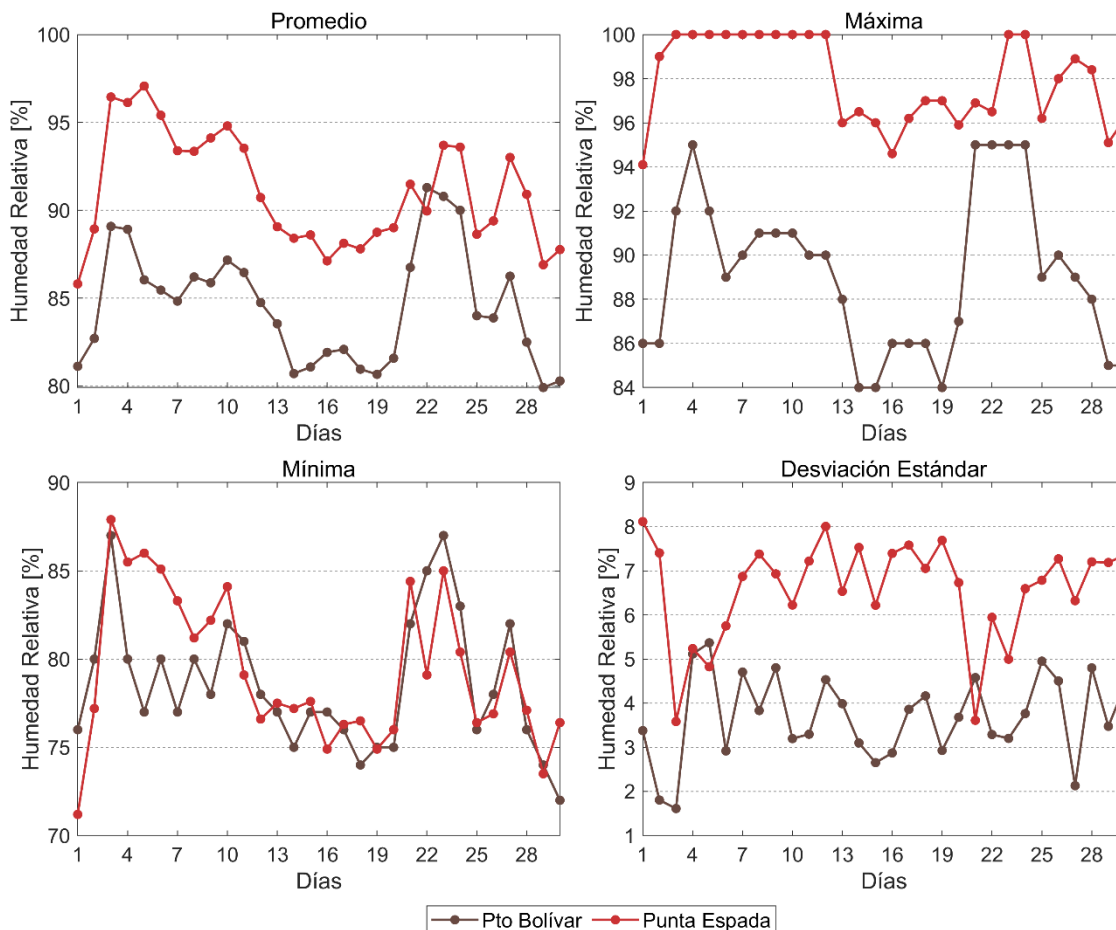 Promedio
Humedad Relativa [%]
100
95
90
85
80
1 4 7 10 13 16 19 22 25 28
Días
Máxima
Humedad Relativa [%]
100
98
96
94
92
90
88
86
84
1 4 7 10 13 16 19 22 25 28
Días
Mínima
Humedad Relativa [%]
90
85
80
75
70
1 4 7 10 13 16 19 22 25 28
Días
Desviación Estándar
Humedad Relativa [%]
9
8
7
6
5
4
3
2
1
1 4 7 10 13 16 19 22 25 28
Días
Pto Bolívar Punta Espada